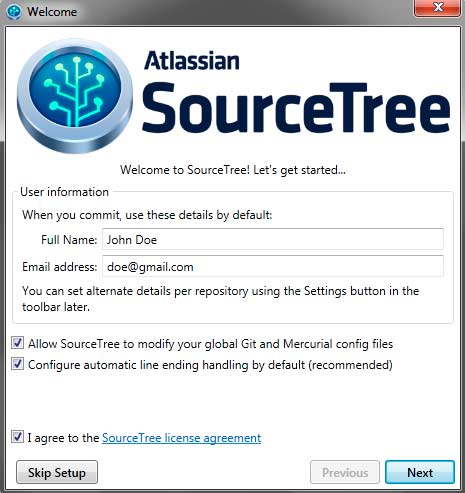 Welcome
Atlassian
SourceTree
Welcome to SourceTree! Let's get started...
User information
When you commit, use these details by default:
Full Name: John Doe
Email address: doe@gmail.com
You can set alternate details per repository using the Settings button in the
toolbar later.
Allow SourceTree to modify your global Git and Mercurial config files
Configure automatic line ending handling by default (recommended)
I agree to the SourceTree license agreement
Skip Setup Previous Next